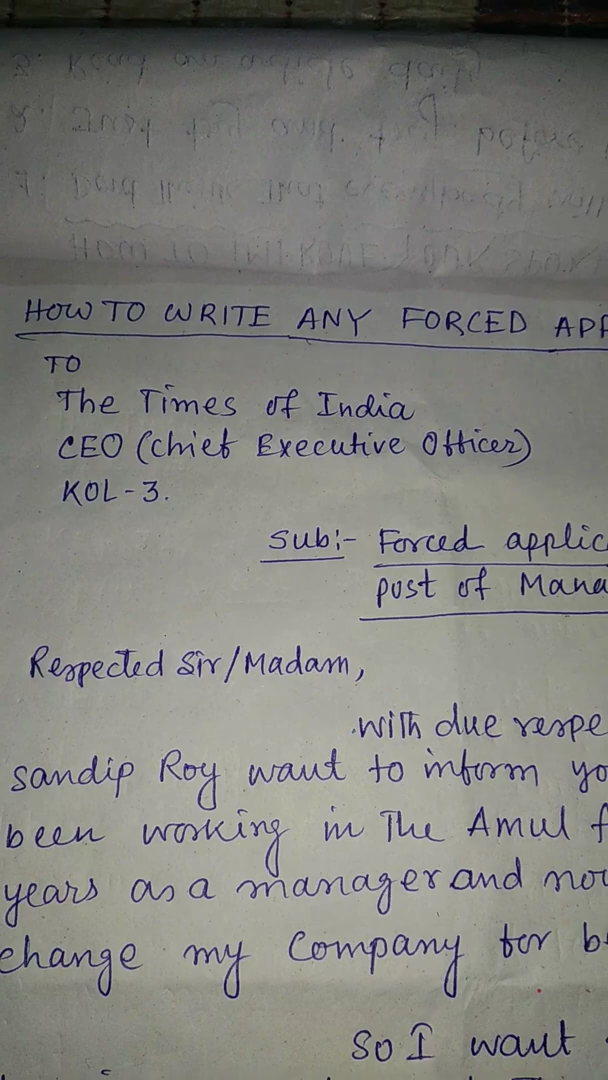 HOW TO WRITE ANY FORCED APP
TO
The Times of India
CEO (Chief Executive Officer)
KOL-3.
Sub:- Forced applic
post of Mana
Respected Sir/Madam,
with due respe
sandip Roy want to inform yo
been working in The Amul f
years as a manager and now
change my Company for be
So I want